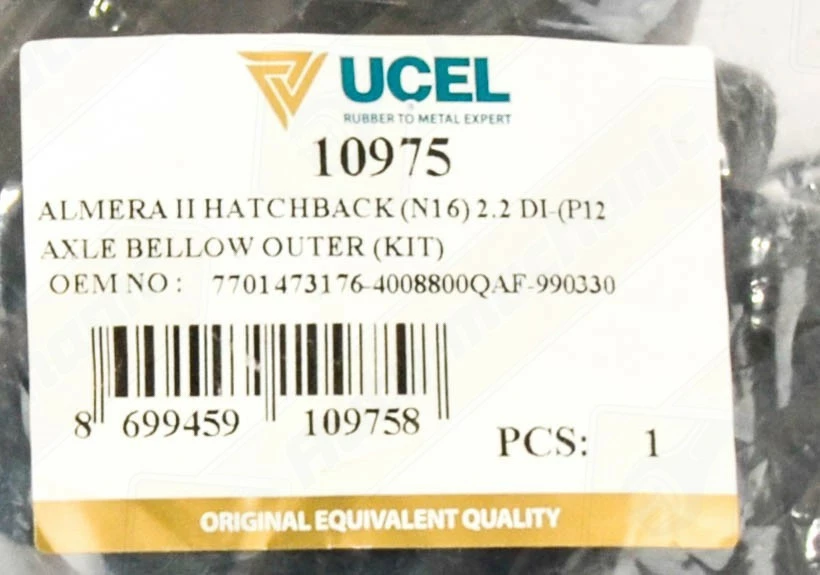 UCEL
RUBBER TO METAL EXPERT
10975
ALMERA II HATCHBACK (N16) 2.2 DI-(P12
AXLE BELLOW OUTER (KIT)
OEM NO : 7701473176-4008800QAF-990330
8 699459 109758
PCS: 1
ORIGINAL EQUIVALENT QUALITY